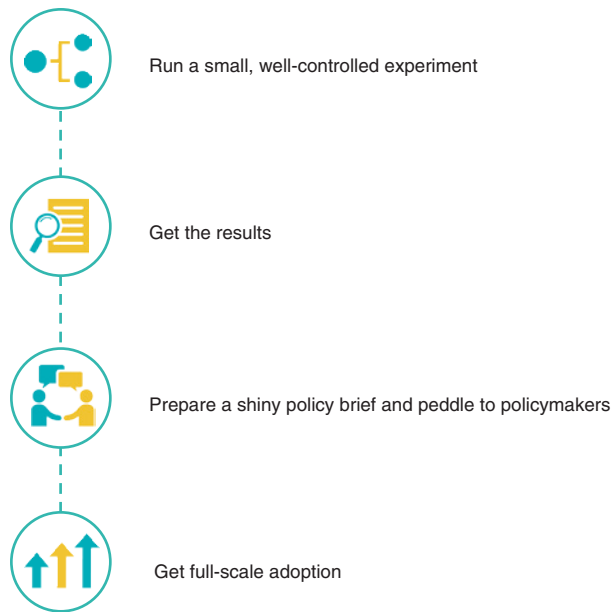 Run a small, well-controlled experiment
Get the results
Prepare a shiny policy brief and peddle to policymakers
Get full-scale adoption